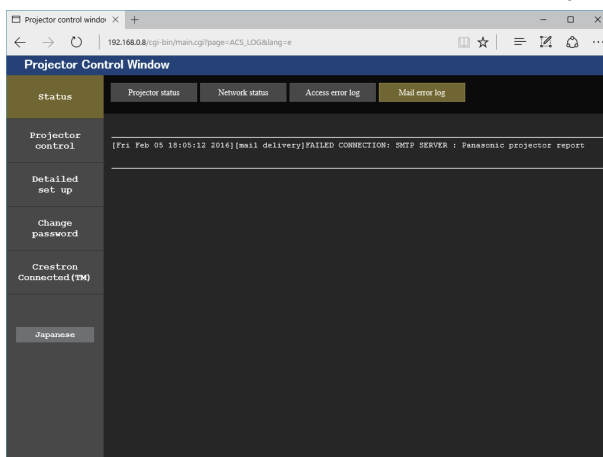 Projector control windov
192.168.0.8/cgi-bin/main.cgi?page=ACS_LOG&lang=e
Projector Control Window
Status
Projector status
Network status
Access error log
Mail error log
Projector
control
[Fri Feb 05 18:05:12 2016][mail delivery]FAILED CONNECTION: SMTP SERVER : Panasonic projector report
Detailed
set up
Change
password
Crestron
Connected(TM)
Japanese